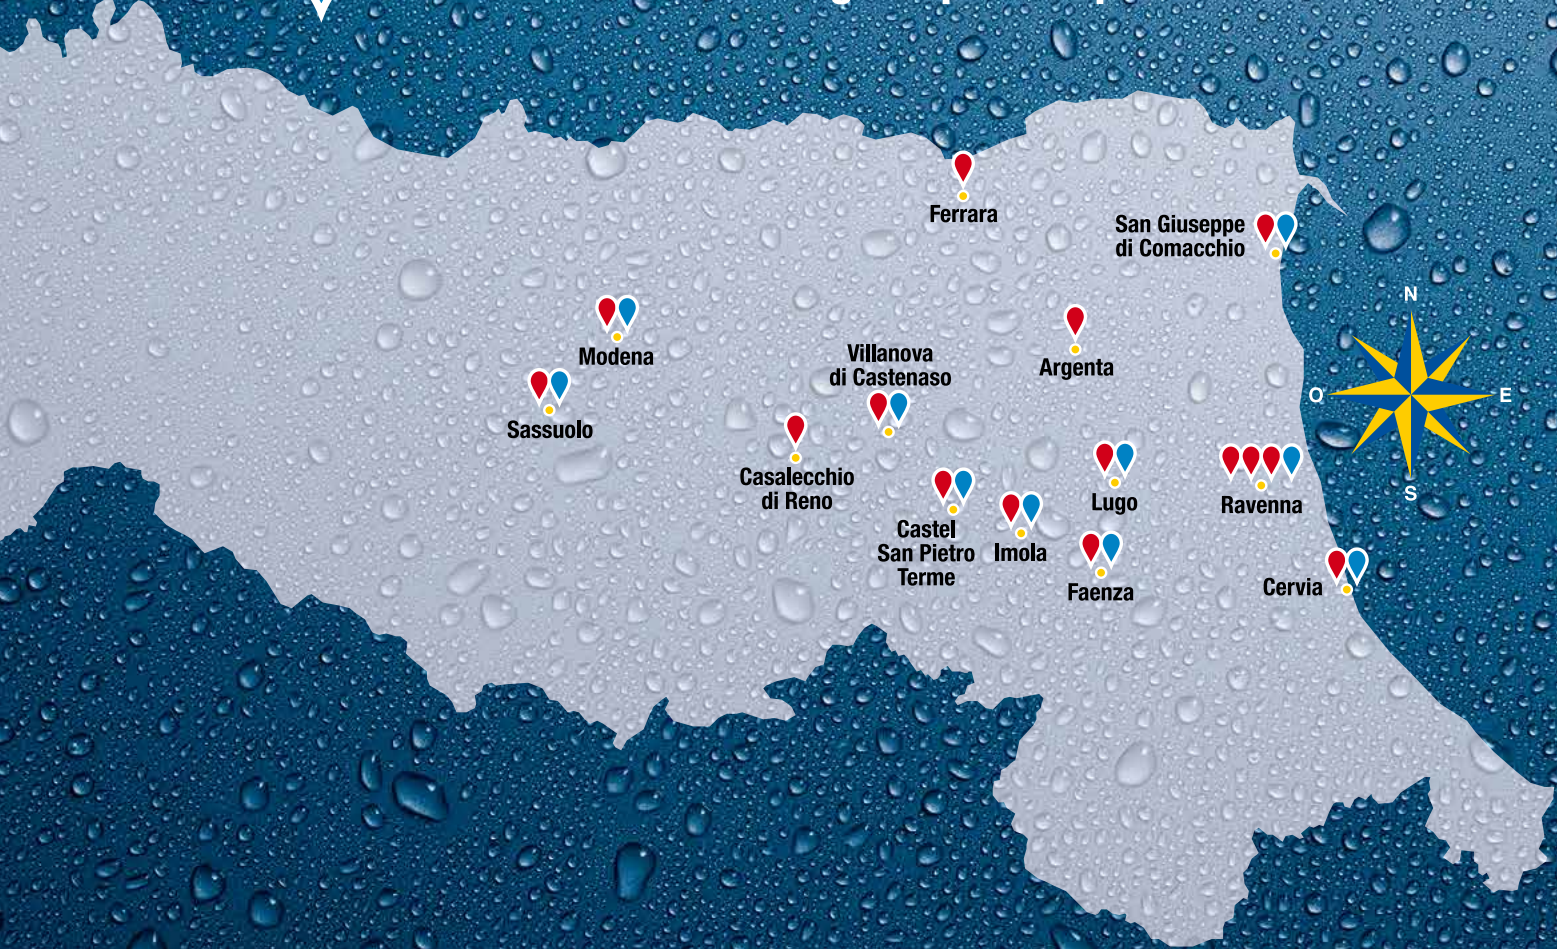 Ferrara
San Giuseppe
di Comacchio
Modena
Argenta
Villanova
di Castenaso
Sassuolo
Casalecchio
di Reno
Castel
San Pietro
Terme
Imola
Lugo
Faenza
Ravenna
Cervia
N
O
E
S